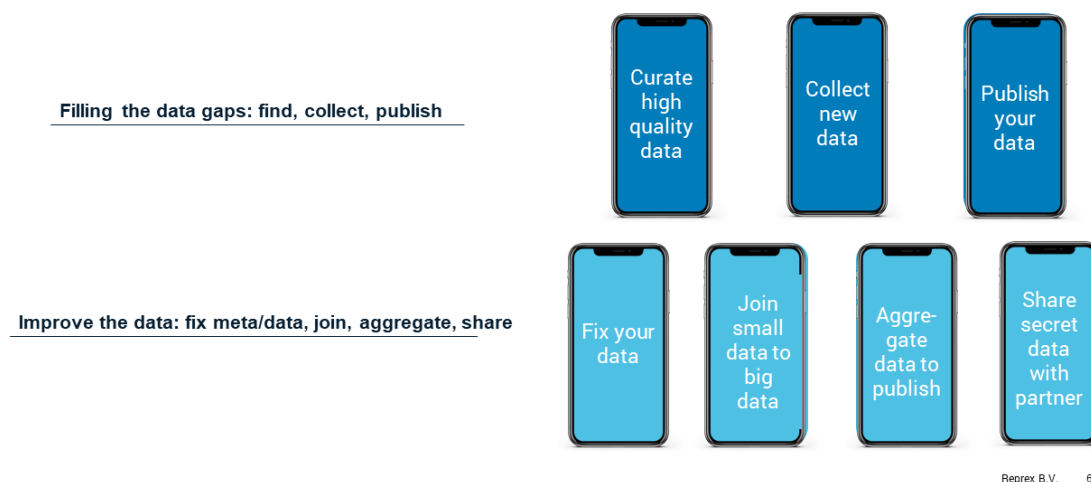 Filling the data gaps: find, collect, publish
Curate
high
quality
data
Collect
new
data
Publish
your
data
Improve the data: fix meta/data, join, aggregate, share
Fix your
data
Join
small
data to
big
data
Aggre-
gate
data to
publish
Share
secret
data
with
partner
Reprex B.V. 6